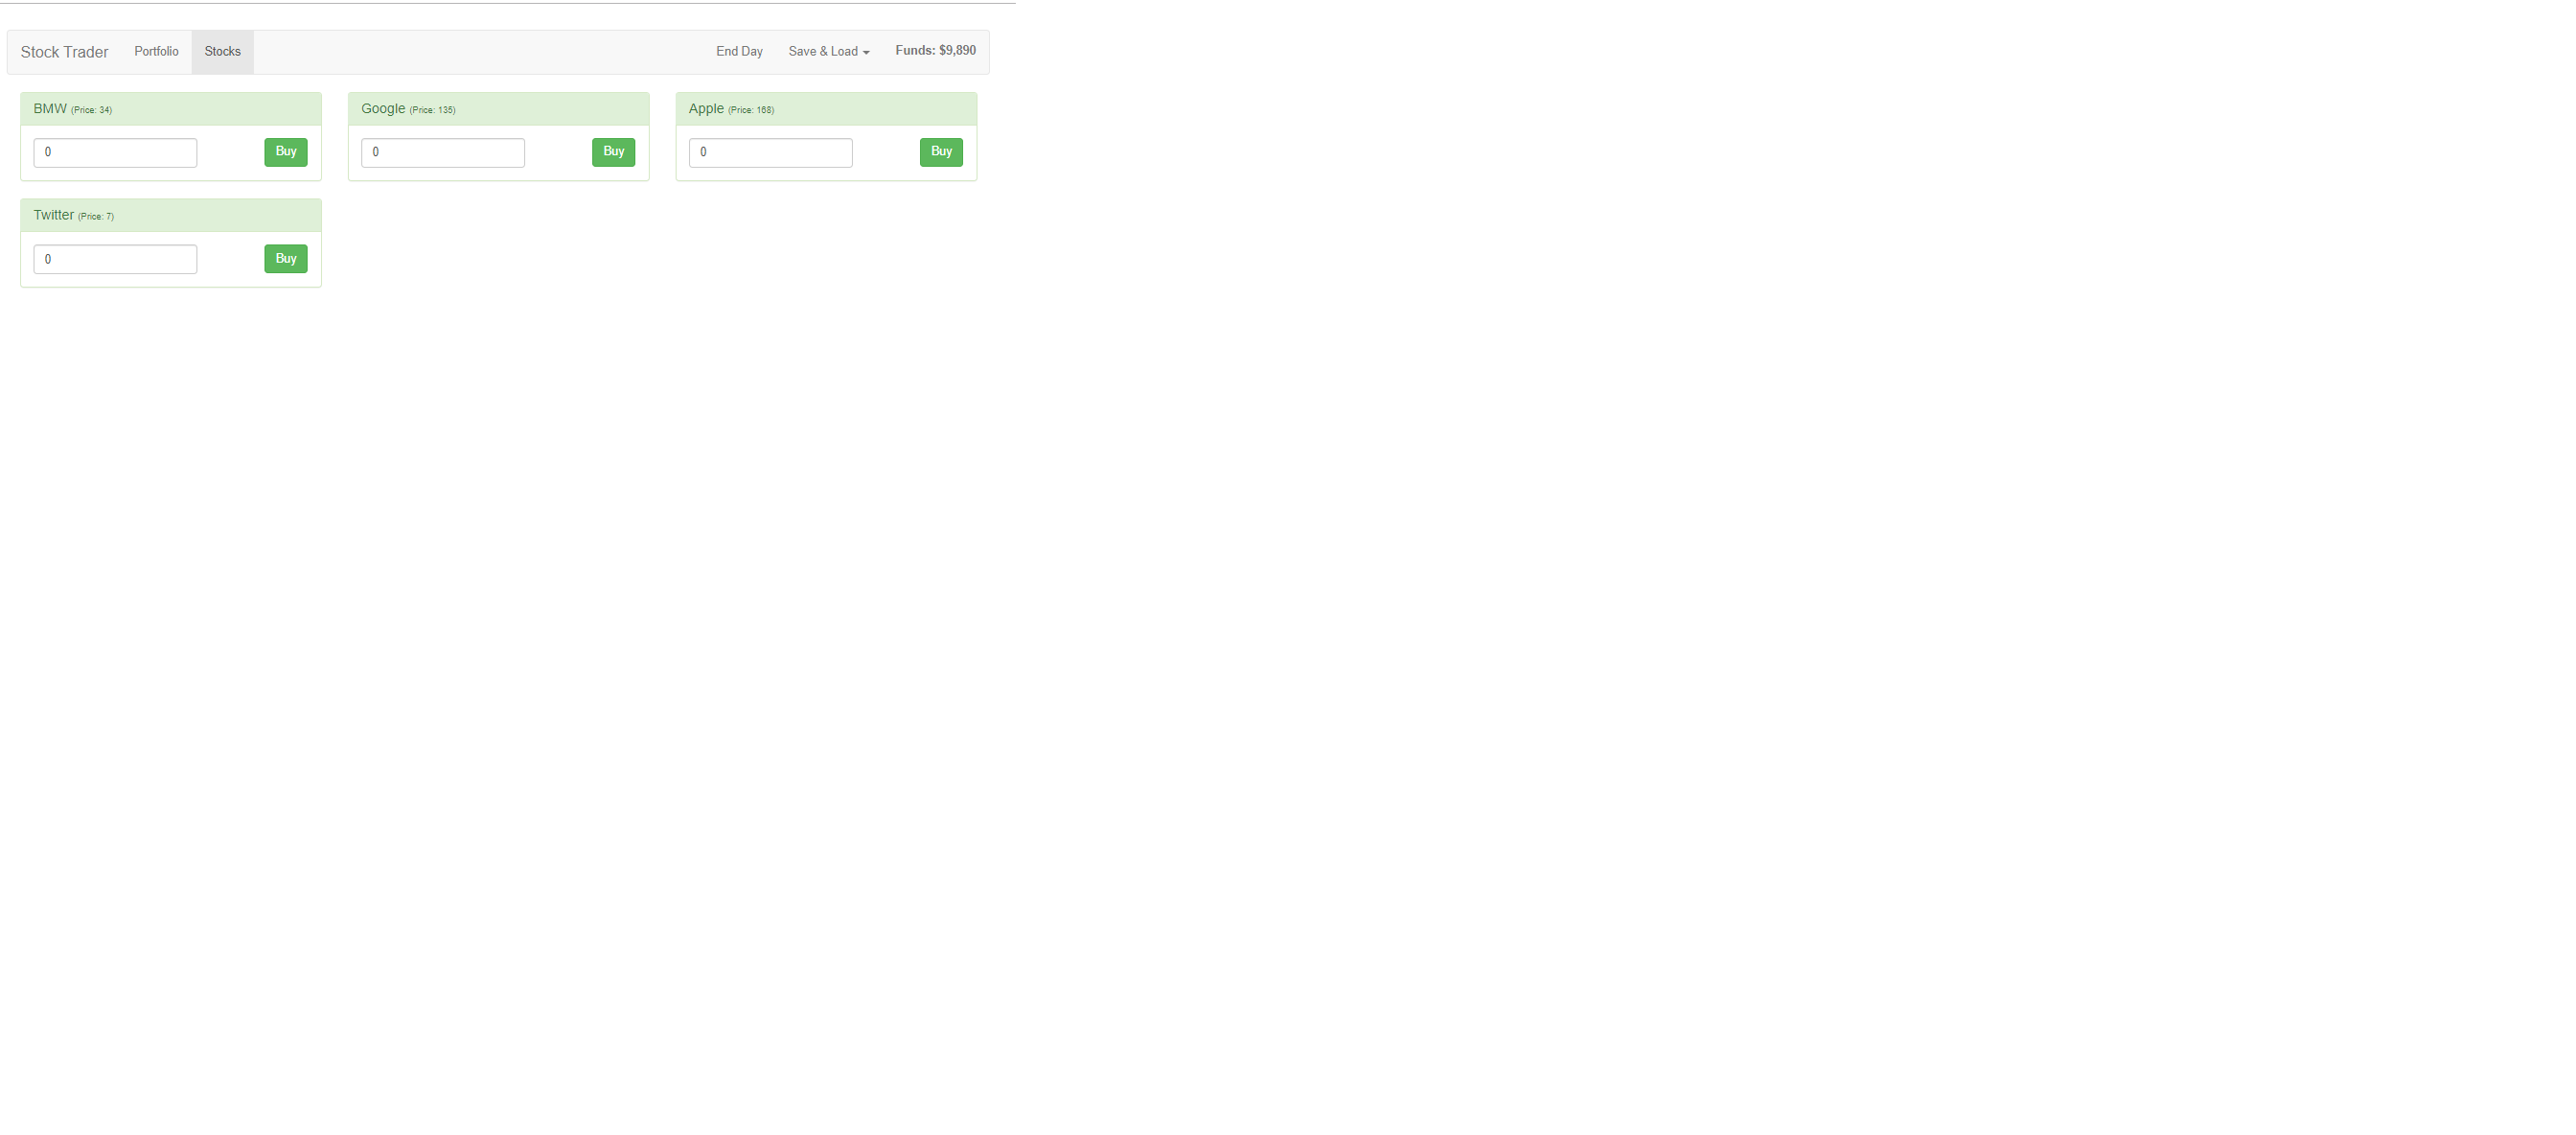 Stock Trader Portfolio Stocks End Day Save & Load Funds: $9,890
BMW (Price: 34) Google (Price: 135) Apple (Price: 168)
0 Buy 0 Buy 0 Buy
Twitter (Price: 7)
0 Buy